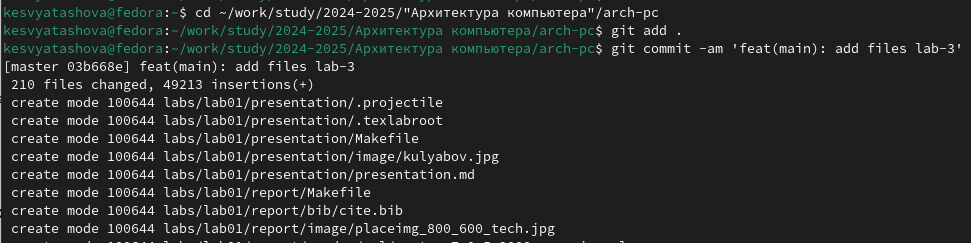 kesvyatashova@fedora:~$ cd ~/work/study/2024-2025/"Архитектура компьютера"/arch-pc
kesvyatashova@fedora:~/work/study/2024-2025/Архитектура компьютера/arch-pc$ git add .
kesvyatashova@fedora:~/work/study/2024-2025/Архитектура компьютера/arch-pc$ git commit -am 'feat(main): add files lab-3'
[master 03b668e] feat(main): add files lab-3
210 files changed, 49213 insertions(+)
create mode 100644 labs/lab01/presentation/.projectile
create mode 100644 labs/lab01/presentation/.texlabroot
create mode 100644 labs/lab01/presentation/Makefile
create mode 100644 labs/lab01/presentation/image/kulyabov.jpg
create mode 100644 labs/lab01/presentation/presentation.md
create mode 100644 labs/lab01/report/Makefile
create mode 100644 labs/lab01/report/bib/cite.bib
create mode 100644 labs/lab01/report/image/placeimg_800_600_tech.jpg